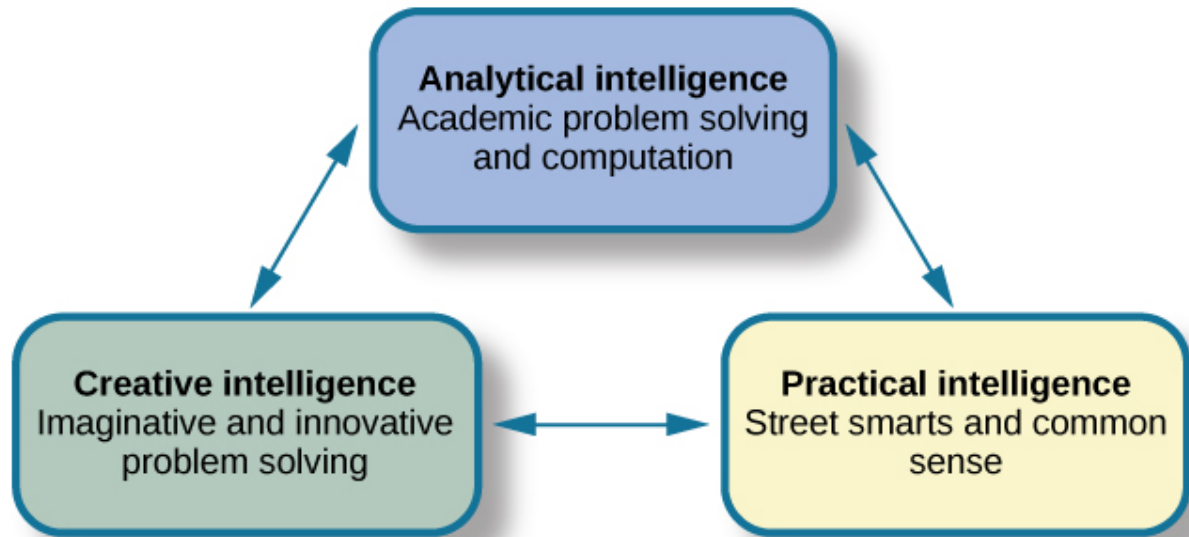 Analytical intelligence
Academic problem solving
and computation
Creative intelligence
Imaginative and innovative
problem solving
Practical intelligence
Street smarts and common
sense